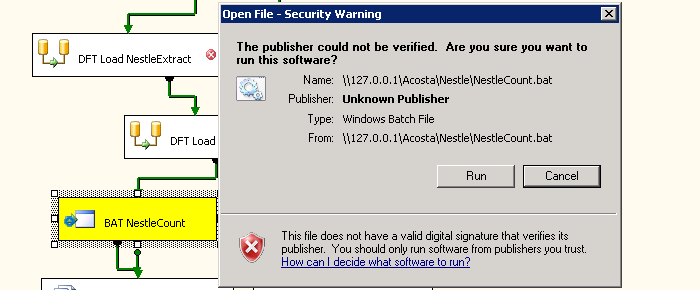 Open File - Security Warning
The publisher could not be verified.  Are you sure you want to
run this software?
DFT Load NestleExtract
Name: \\127.0.0.1\Acosta\Nestle\NestleCount.bat
Publisher: Unknown Publisher
Type: Windows Batch File
From: \\127.0.0.1\Acosta\Nestle\NestleCount.bat
DFT Load
Run Cancel
BAT NestleCount
This file does not have a valid digital signature that verifies its
publisher.  You should only run software from publishers you trust.
How can I decide what software to run?